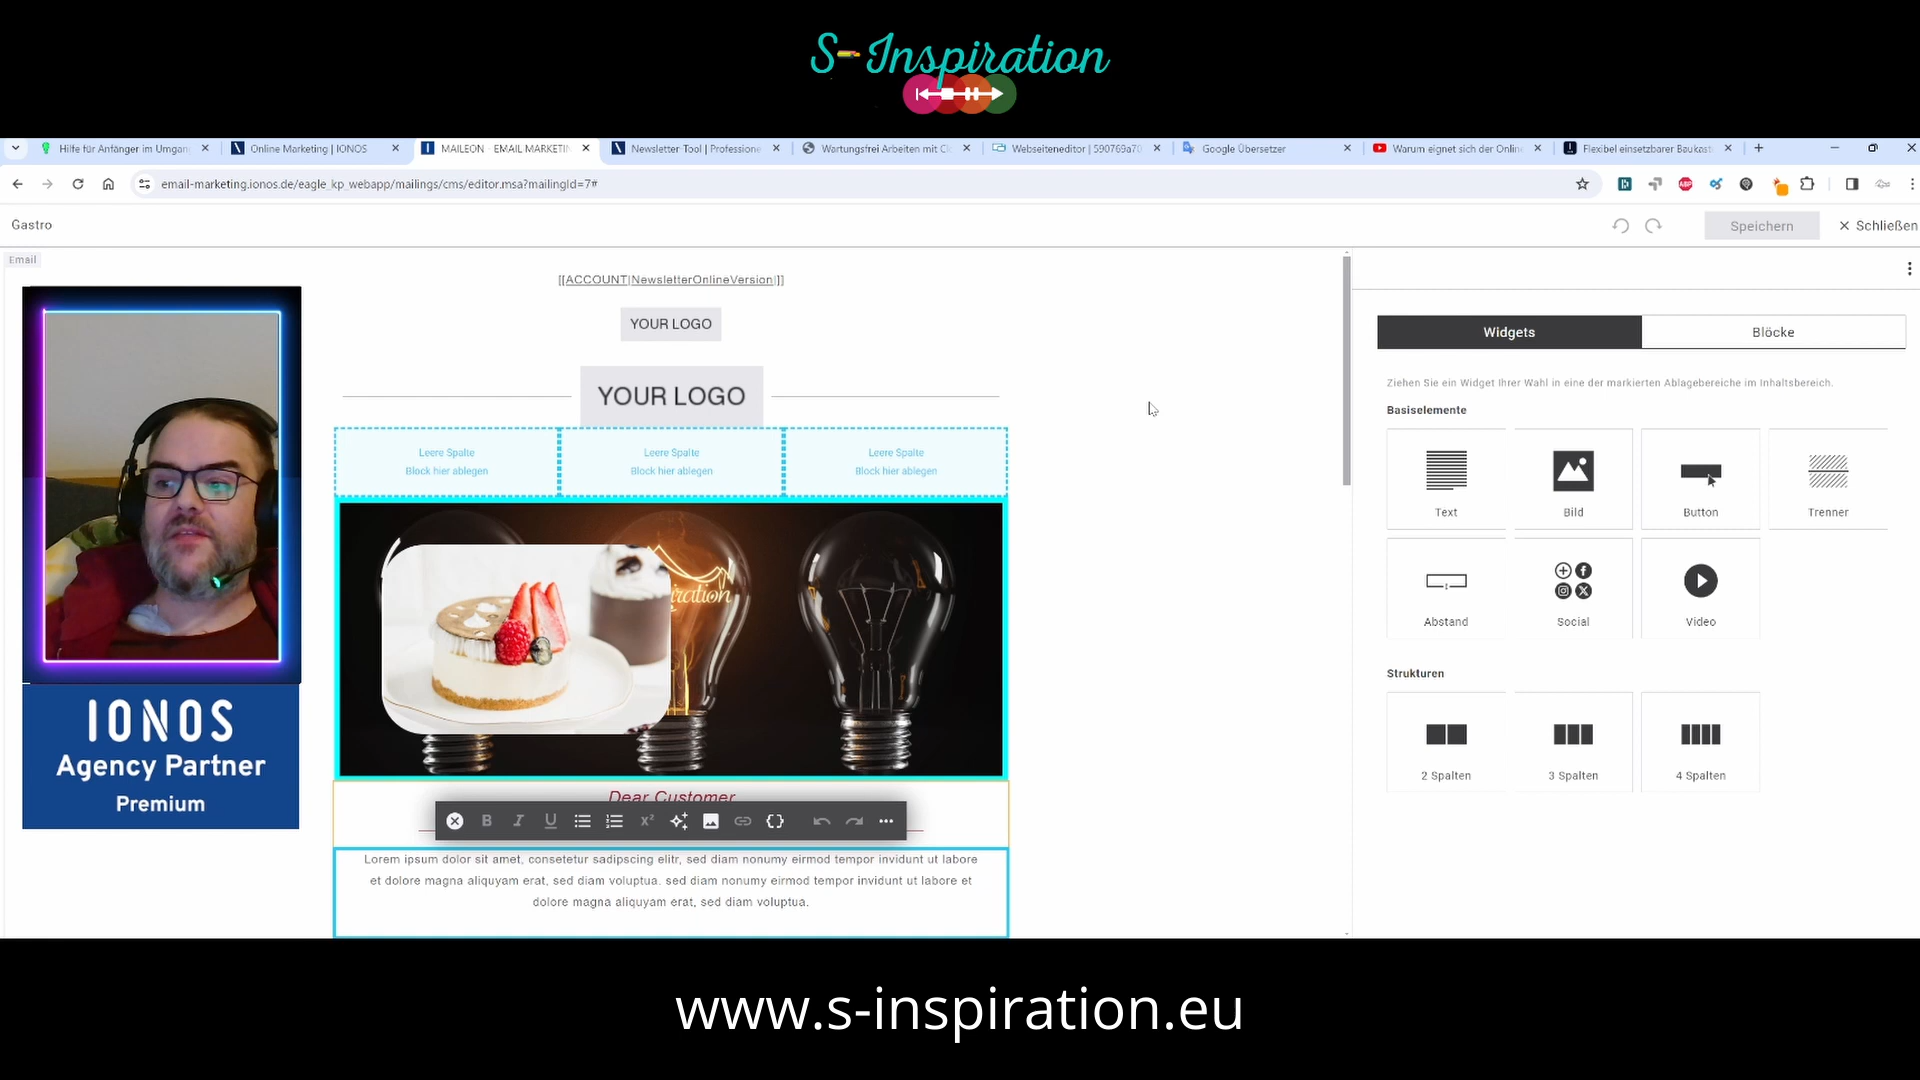 S-Inspiration
Hilfe für Anfänger im Umgan
Online Marketing | IONOS
MAILEON - EMAIL MARKETIN
Newsletter-Tool | Professione
Wartungsfrei Arbeiten mit C
Webseiteneditor | 590769a70
Google Übersetzer
Warum eignet sich der Onlin
Flexibel einsetzbarer Baukast
email-marketing.ionos.de/eagle_kp_webapp/mailings/cms/editor.msa?mailingId=7#
ABP
Gastro
Speichern
Schließen
Email
[[ACCOUNT|NewsletterOnlineVersion|]]
YOUR LOGO
YOUR LOGO
Leere Spalte
Block hier ablegen
Leere Spalte
Block hier ablegen
Leere Spalte
Block hier ablegen
Dear Customer
B I U
Lorem ipsum dolor sit amet, consetetur sadipscing elitr, sed diam nonumy eirmod tempor invidunt ut labore
et dolore magna aliquyam erat, sed diam voluptua. sed diam nonumy eirmod tempor invidunt ut labore et
dolore magna aliquyam erat, sed diam voluptua.
IONOS
Agency Partner
Premium
Widgets
Blöcke
Ziehen Sie ein Widget Ihrer Wahl in eine der markierten Ablagebereiche im Inhaltsbereich.
Basiselemente
Text
Bild
Button
Trenner
Abstand
Social
Video
Strukturen
2 Spalten
3 Spalten
4 Spalten
www.s-inspiration.eu